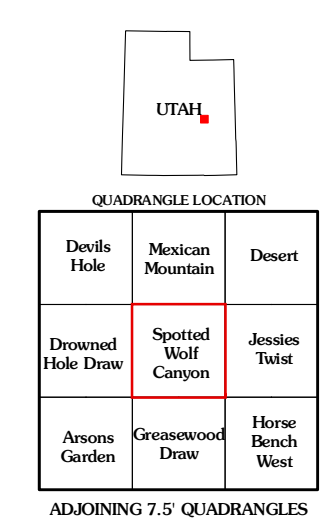 UTAH
QUADRANGLE LOCATION
Devils
Hole
Mexican
Mountain
Desert
Drowned
Hole Draw
Spotted
Wolf
Canyon
Jessies
Twist
Arsons
Garden
Greasewood
Draw
Horse
Bench
West
ADJOINING 7.5' QUADRANGLES